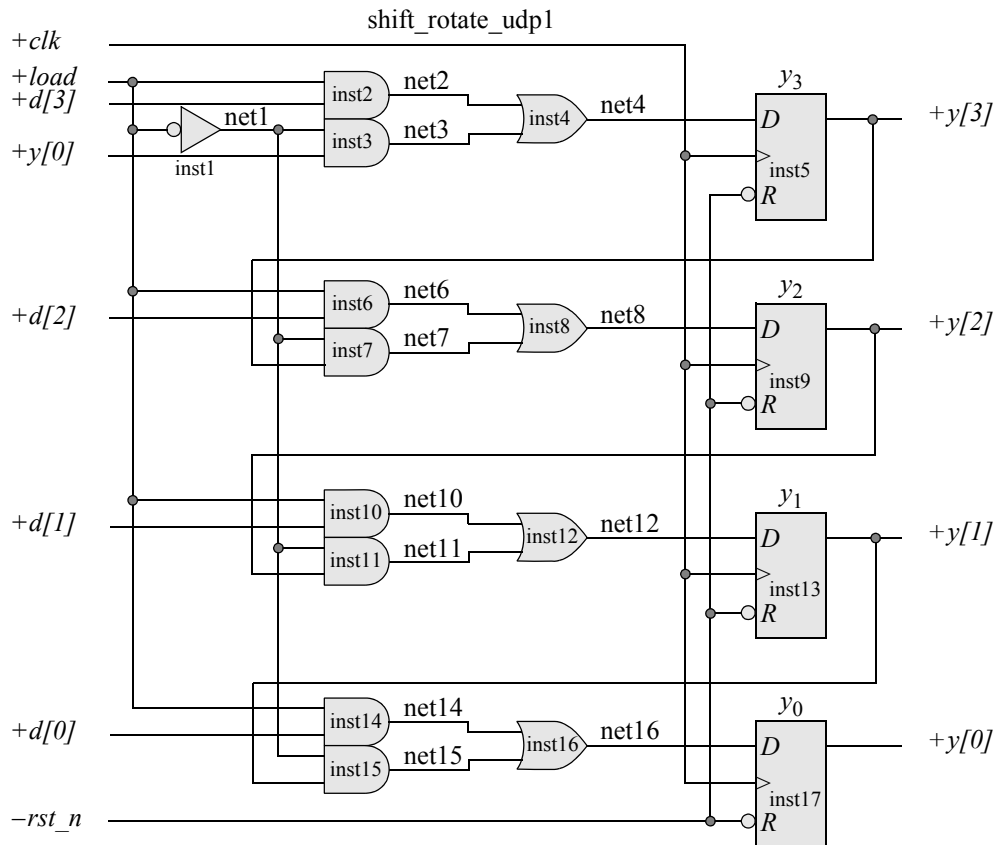 shift_rotate_udp1
+clk
+load
+d[3]
+y[0]
net1
inst1
inst2
inst3
net2
net3
inst4
net4
y3
D
inst5
R
+y[3]
+d[2]
inst6
inst7
net6
net7
inst8
net8
y2
D
inst9
R
+y[2]
+d[1]
inst10
inst11
net10
net11
inst12
net12
y1
D
inst13
R
+y[1]
+d[0]
inst14
inst15
net14
net15
inst16
net16
y0
D
inst17
R
+y[0]
−rst_n